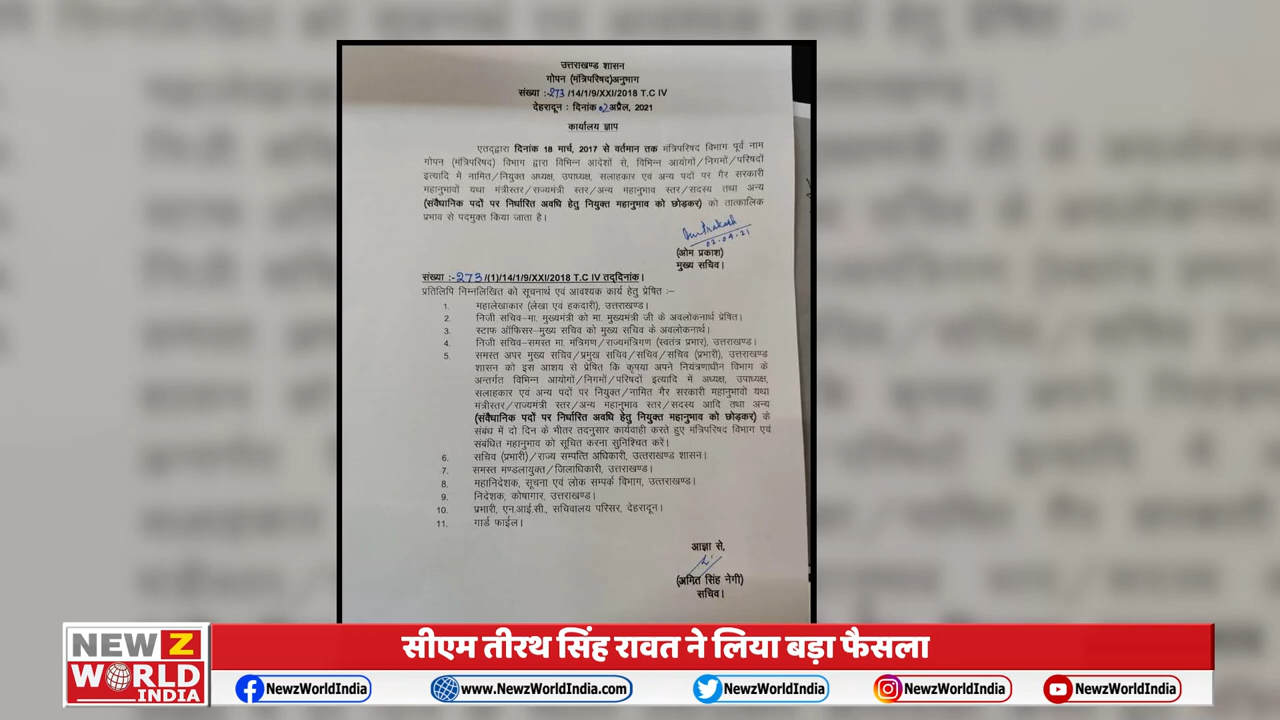 उत्तराखण्ड शासन
गोपन (मंत्रिपरिषद)अनुभाग
संख्या :-273/14/1/9/XXI/2018 T.C IV
देहरादून : दिनांक 02 अप्रैल, 2021
कार्यालय ज्ञाप
एतद्द्वारा दिनांक 18 मार्च, 2017 से वर्तमान तक मंत्रिपरिषद विभाग पूर्व नाम
गोपन (मंत्रिपरिषद) विभाग द्वारा विभिन्न आदेशों से, विभिन्न आयोगों/निगमों/परिषदों
इत्यादि में नामित/नियुक्त अध्यक्ष, उपाध्यक्ष, सलाहकार एवं अन्य पदों पर गैर सरकारी
महानुभावों यथा मंत्रीस्तर/राज्यमंत्री स्तर/अन्य महानुभाव स्तर/सदस्य तथा अन्य
(संवैधानिक पदों पर निर्धारित अवधि हेतु नियुक्त महानुभाव को छोड़कर) को तात्कालिक
प्रभाव से पदमुक्त किया जाता है।
Om Prakash
02-04-21
(ओम प्रकाश)
मुख्य सचिव।
संख्या :-273/(1)/14/1/9/XXI/2018 T.C IV तद्दिनांक।
प्रतिलिपि निम्नलिखित को सूचनार्थ एवं आवश्यक कार्य हेतु प्रेषित :–
1. महालेखाकार (लेखा एवं हकदारी), उत्तराखण्ड।
2. निजी सचिव–मा. मुख्यमंत्री को मा. मुख्यमंत्री जी के अवलोकनार्थ प्रेषित।
3. स्टाफ ऑफिसर–मुख्य सचिव को मुख्य सचिव के अवलोकनार्थ।
4. निजी सचिव–समस्त मा. मंत्रिगण/राज्यमंत्रिगण (स्वतंत्र प्रभार), उत्तराखण्ड।
5. समस्त अपर मुख्य सचिव/प्रमुख सचिव/सचिव/सचिव (प्रभारी), उत्तराखण्ड
शासन को इस आशय से प्रेषित कि कृपया अपने नियंत्रणाधीन विभाग के
अन्तर्गत विभिन्न आयोगों/निगमों/परिषदों इत्यादि में अध्यक्ष, उपाध्यक्ष,
सलाहकार एवं अन्य पदों पर नियुक्त/नामित गैर सरकारी महानुभावों यथा
मंत्रीस्तर/राज्यमंत्री स्तर/अन्य महानुभाव स्तर/सदस्य आदि तथा अन्य
(संवैधानिक पदों पर निर्धारित अवधि हेतु नियुक्त महानुभाव को छोड़कर) के
संबंध में दो दिन के भीतर तदनुसार कार्यवाही करते हुए मंत्रिपरिषद विभाग एवं
संबंधित महानुभाव को सूचित करना सुनिश्चित करें।
6. सचिव (प्रभारी)/राज्य सम्पत्ति अधिकारी, उत्तराखण्ड शासन।
7. समस्त मण्डलायुक्त/जिलाधिकारी, उत्तराखण्ड।
8. महानिदेशक, सूचना एवं लोक सम्पर्क विभाग, उत्तराखण्ड।
9. निदेशक, कोषागार, उत्तराखण्ड।
10. प्रभारी, एन.आई.सी., सचिवालय परिसर, देहरादून।
11. गार्ड फाईल।
आज्ञा से,
(अमित सिंह नेगी)
सचिव।
सीएम तीरथ सिंह रावत ने लिया बड़ा फैसला
NEWZ
WORLD
INDIA
NewzWorldIndia
www.NewzWorldIndia.com
NewzWorldIndia
NewzWorldIndia
NewzWorldIndia